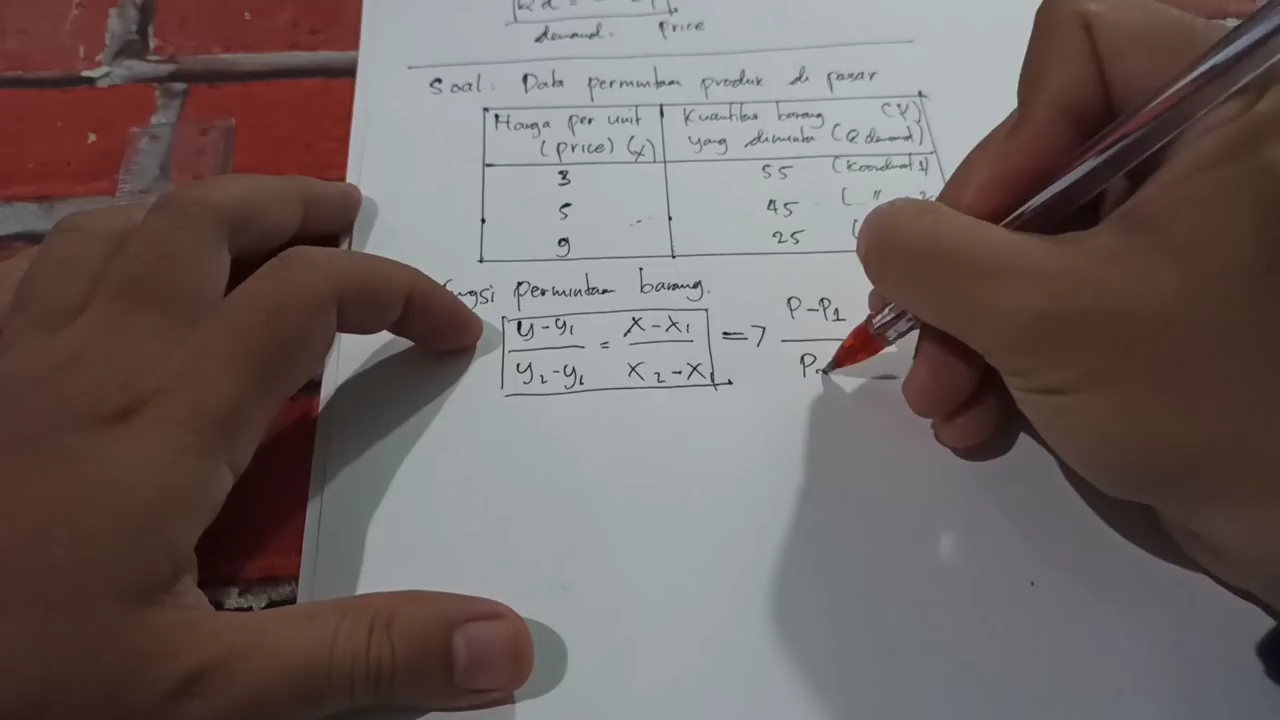 demand. price
Soal: Data permintaan produk di pasar
Harga per unit (price) (x)
Kuantitas barang (Y) yang diminta (Q demand)
3 55 (koordinat 1)
5 45 ( "
9 25 (
permintaan barang.
y-y1 / y2-y1 = x-x1 / x2-x1 => P-P1 / P2